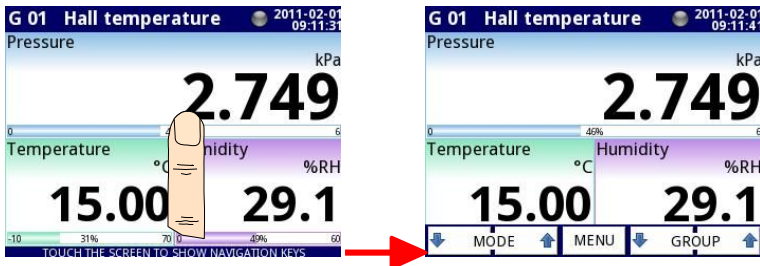 G 01 Hall temperature 2011-02-01
09:11:31
Pressure
kPa
2.749
0 4 6
Temperature nidity
°C %RH
15.00 29.1
-10 31% 70 0 49% 60
TOUCH THE SCREEN TO SHOW NAVIGATION KEYS
G 01 Hall temperature 2011-02-01
09:11:41
Pressure
kPa
2.749
0 46% 6
Temperature Humidity
°C %RH
15.00 29.1
MODE MENU GROUP